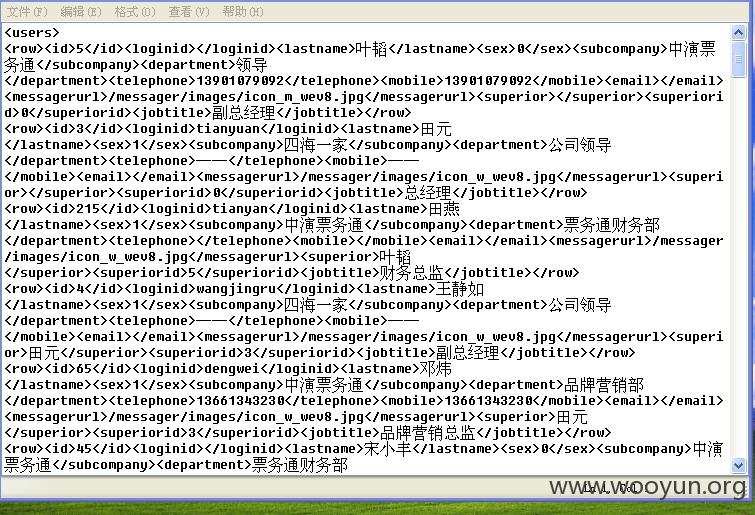 文件(F) 编辑(E) 格式(O) 查看(V) 帮助(H)
<users>
<row><id>5</id><loginid></loginid><lastname>叶韬</lastname><sex>0</sex><subcompany>中演票
务通</subcompany><department>领导
</department><telephone>13901079092</telephone><mobile>13901079092</mobile><email></email>
<messagerurl>/messager/images/icon_m_wev8.jpg</messagerurl><superior></superior><superiori
d>0</superiorid><jobtitle>副总经理</jobtitle></row>
<row><id>3</id><loginid>tianyuan</loginid><lastname>田元
</lastname><sex>1</sex><subcompany>四海一家</subcompany><department>公司领导
</department><telephone>——</telephone><mobile>——
</mobile><email></email><messagerurl>/messager/images/icon_w_wev8.jpg</messagerurl><superi
or></superior><superiorid>0</superiorid><jobtitle>总经理</jobtitle></row>
<row><id>215</id><loginid>tianyan</loginid><lastname>田燕
</lastname><sex>1</sex><subcompany>中演票务通</subcompany><department>票务通财务部
</department><telephone></telephone><mobile></mobile><email></email><messagerurl>/messager
/images/icon_w_wev8.jpg</messagerurl><superior>叶韬
</superior><superiorid>5</superiorid><jobtitle>财务总监</jobtitle></row>
<row><id>4</id><loginid>wangjingru</loginid><lastname>王静如
</lastname><sex>1</sex><subcompany>四海一家</subcompany><department>公司领导
</department><telephone>——</telephone><mobile>——
</mobile><email></email><messagerurl>/messager/images/icon_w_wev8.jpg</messagerurl><superi
or>田元</superior><superiorid>3</superiorid><jobtitle>副总经理</jobtitle></row>
<row><id>65</id><loginid>dengwei</loginid><lastname>邓炜
</lastname><sex>1</sex><subcompany>中演票务通</subcompany><department>品牌营销部
</department><telephone>13661343230</telephone><mobile>13661343230</mobile><email></email>
<messagerurl>/messager/images/icon_w_wev8.jpg</messagerurl><superior>田元
</superior><superiorid>3</superiorid><jobtitle>品牌营销总监</jobtitle></row>
<row><id>45</id><loginid></loginid><lastname>宋小丰</lastname><sex>0</sex><subcompany>中演
票务通</subcompany><department>票务通财务部
www.wooyun.org